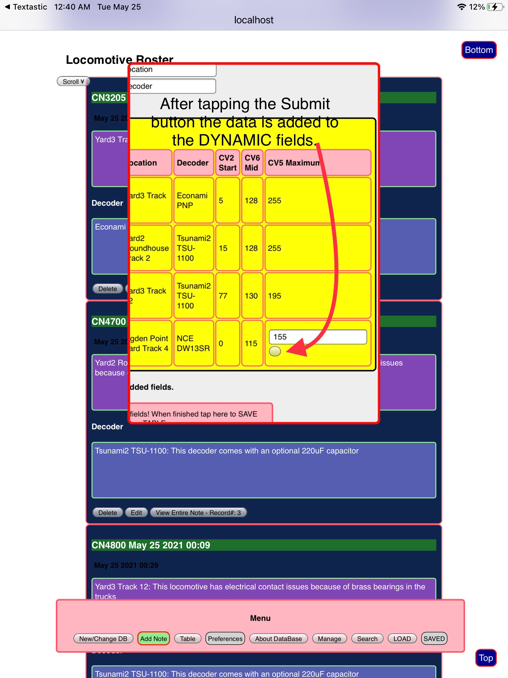 Textastic 12:40 AM Tue May 25 12%
localhost
Bottom
Locomotive Roster
Scroll
ocation
ecoder
CN3205
After tapping the Submit
button the data is added to
the DYNAMIC fields.
May 25 2
Yard3 Tra
ocation Decoder CV2 Start CV6 Mid CV5 Maximum
ard3 Track Econami PNP 5 128 255
Decoder
Econami
ard2 oundhouse rack 2 Tsunami2 TSU-1100 15 128 255
ard3 Track 2 Tsunami2 TSU-1100 77 130 195
Delete
CN4700
gden Point ard Track 4 NCE DW13SR 0 115 155
May 25 2
Yard2 Ro issues
because
dded fields.
fields! When finished tap here to SAVE
Decoder
Tsunami2 TSU-1100: This decoder comes with an optional 220uF capacitor
Delete Edit View Entire Note - Record#: 3
CN4800 May 25 2021 00:09
May 25 2021 00:29
Yard3 Track 12: This locomotive has electrical contact issues because of brass bearings in the
trucks
Menu
New/Change DB Add Note Table Preferences About DataBase Manage Search LOAD SAVED
Top
Tsunami2 TSU-1100: This decoder comes with an optional 220uF capacitor